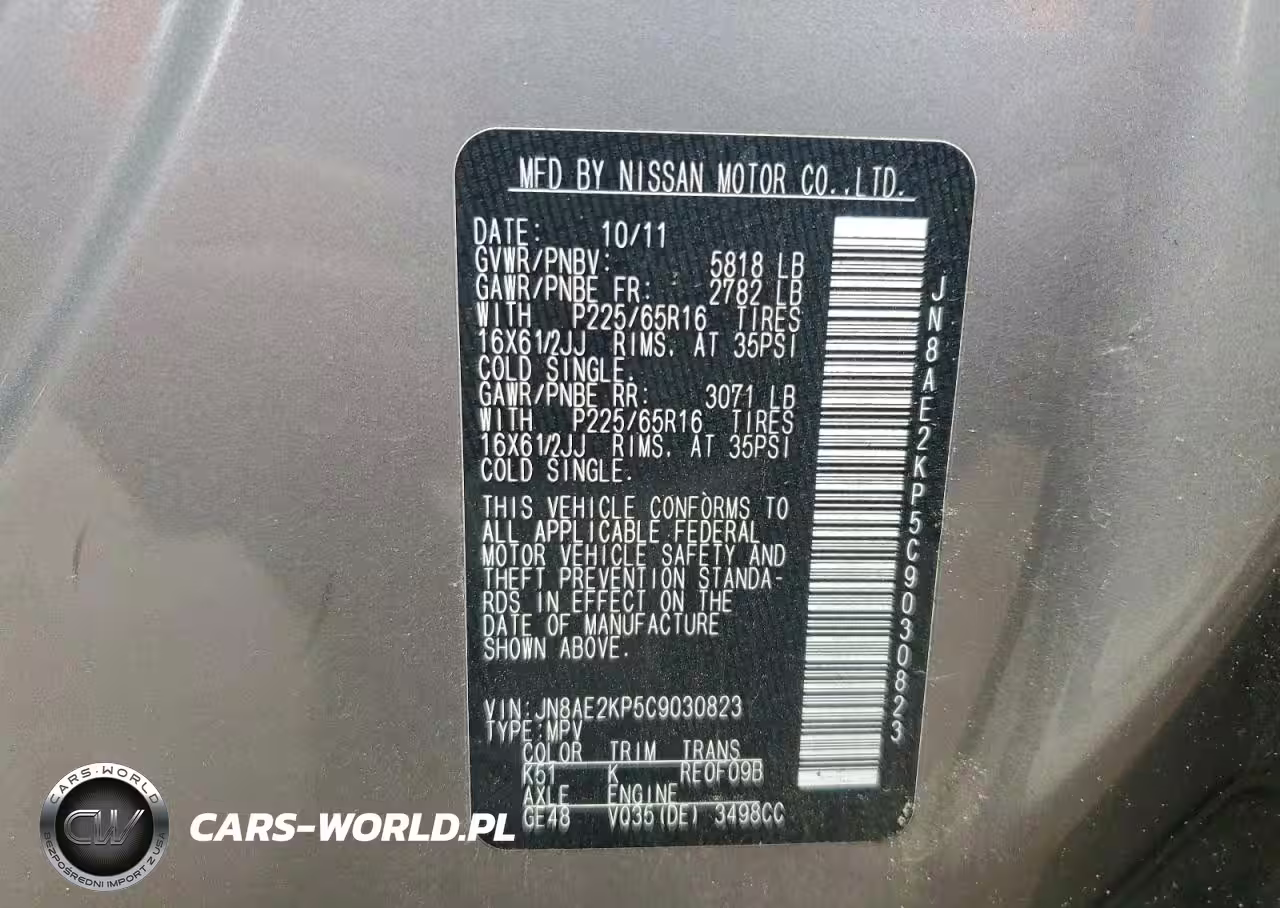 MFD BY NISSAN MOTOR CO.,LTD.
DATE: 10/11
GVWR/PNBV: 5818 LB
GAWR/PNBE FR: 2782 LB
WITH P225/65R16 TIRES
16X61/2JJ RIMS. AT 35PSI
COLD SINGLE.
GAWR/PNBE RR: 3071 LB
WITH P225/65R16 TIRES
16X61/2JJ RIMS. AT 35PSI
COLD SINGLE.
THIS VEHICLE CONFORMS TO
ALL APPLICABLE FEDERAL
MOTOR VEHICLE SAFETY AND
THEFT PREVENTION STANDA-
RDS IN EFFECT ON THE
DATE OF MANUFACTURE
SHOWN ABOVE.
VIN:JN8AE2KP5C9030823
TYPE:MPV
COLOR TRIM TRANS
K51 K RE0F09B
AXLE ENGINE
GE48 VQ35(DE) 3498CC
JN8AE2KP5C9030823
CARS-WORLD
CW
BEZPOŚREDNI IMPORT Z USA
CARS-WORLD.PL